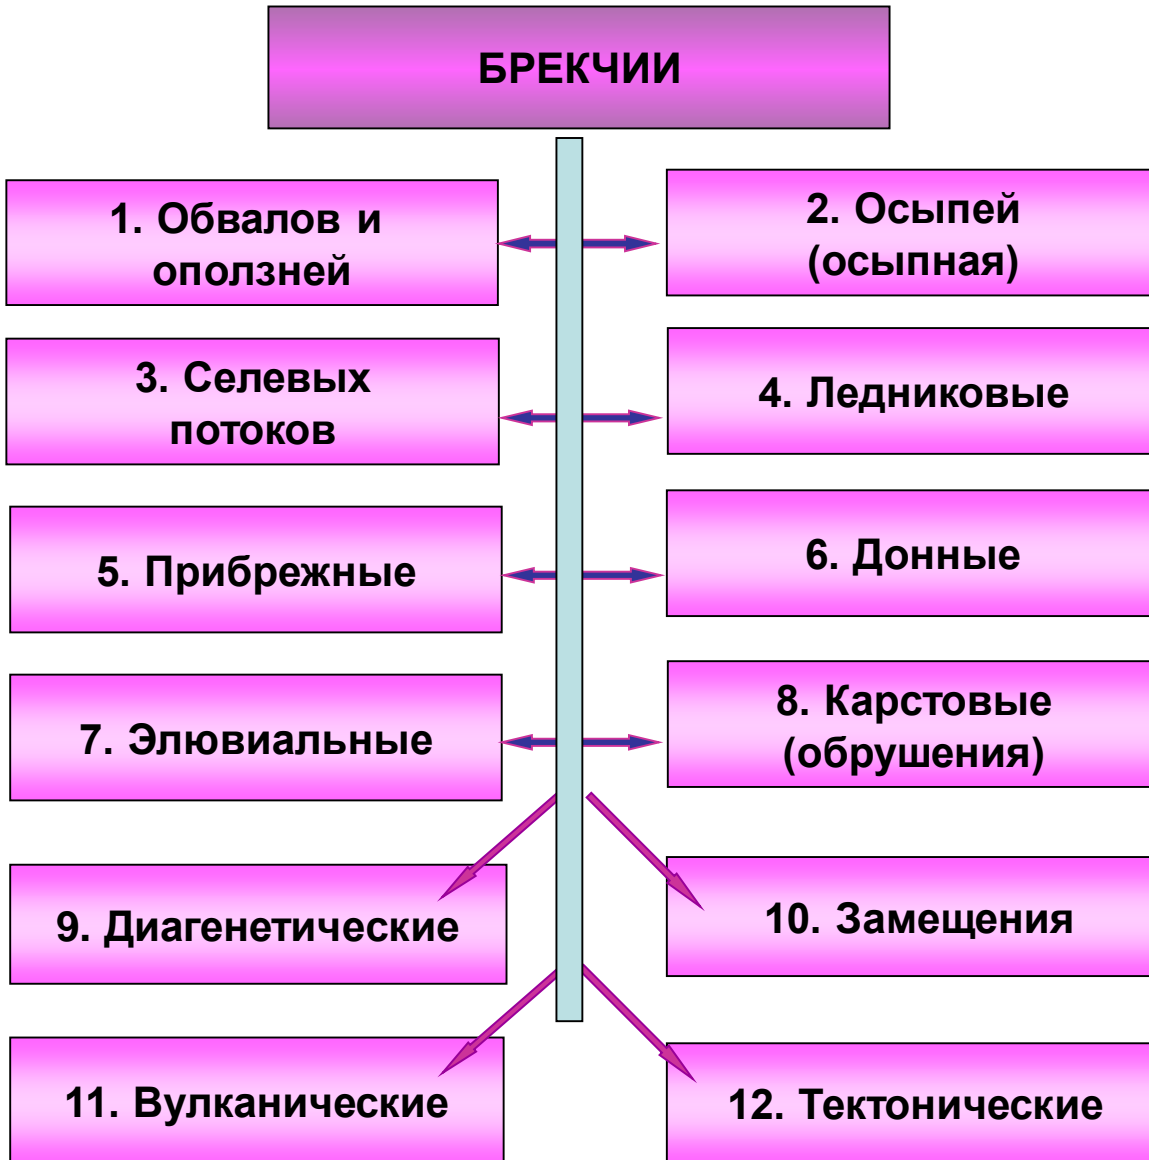 БРЕКЧИИ
1. Обвалов и
оползней
2. Осыпей
(осыпная)
3. Селевых
потоков
4. Ледниковые
5. Прибрежные
6. Донные
7. Элювиальные
8. Карстовые
(обрушения)
9. Диагенетические
10. Замещения
11. Вулканические
12. Тектонические